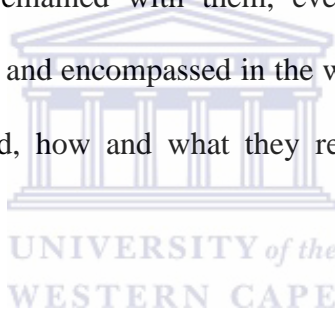 remained with them, eve
and encompassed in the w
d, how and what they re
UNIVERSITY of the
WESTERN CAPE